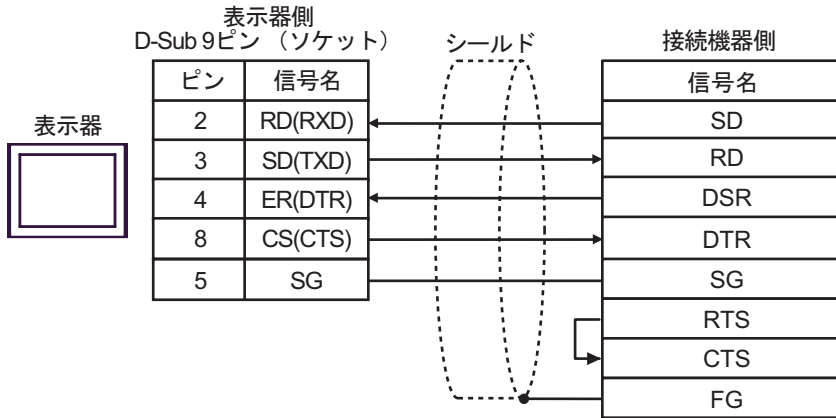 表示器側
D-Sub 9ピン （ソケット）
シールド
接続機器側
ピン 信号名
信号名
表示器
2 RD(RXD) SD
3 SD(TXD) RD
4 ER(DTR) DSR
8 CS(CTS) DTR
5 SG SG
RTS
CTS
FG